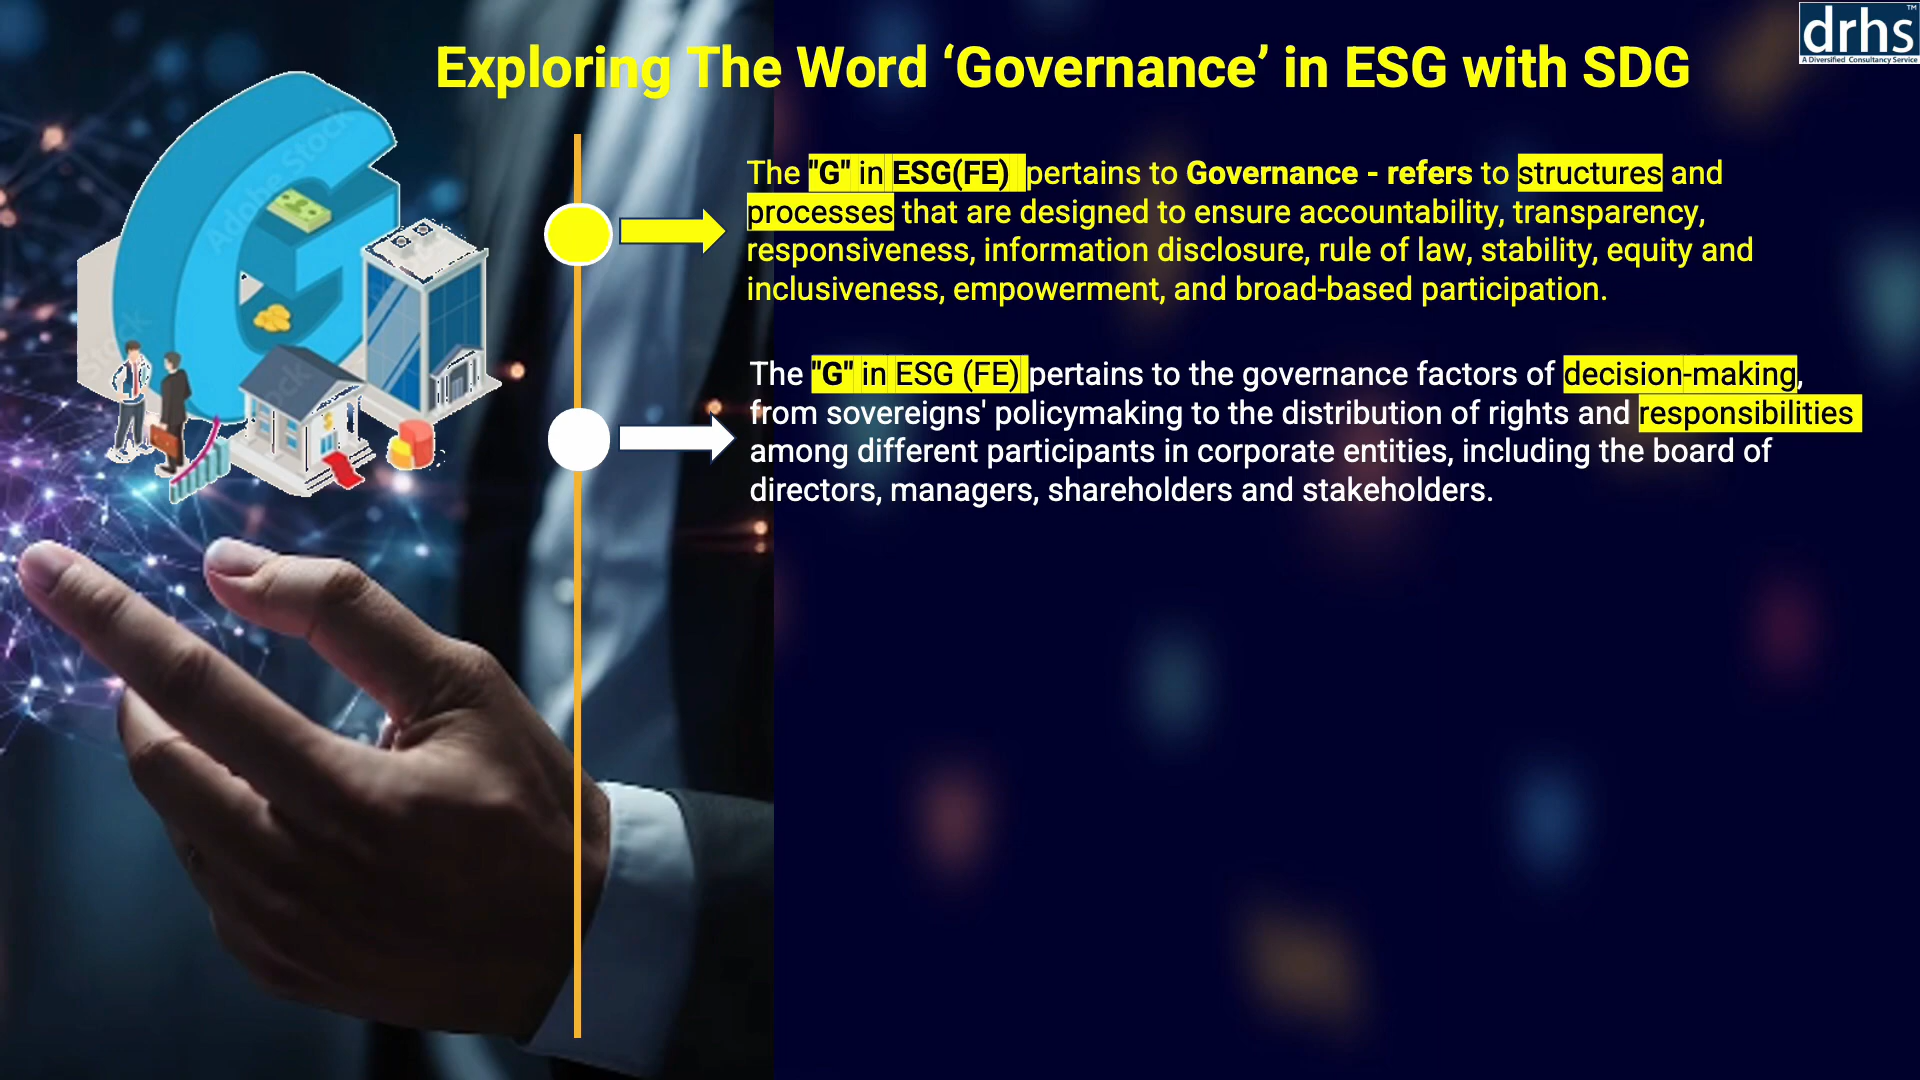 drhs™
A Diversified Consultancy Service
Exploring The Word ‘Governance’ in ESG with SDG
The "G" in ESG(FE) pertains to Governance - refers to structures and
processes that are designed to ensure accountability, transparency,
responsiveness, information disclosure, rule of law, stability, equity and
inclusiveness, empowerment, and broad-based participation.
The "G" in ESG (FE) pertains to the governance factors of decision-making,
from sovereigns' policymaking to the distribution of rights and responsibilities
among different participants in corporate entities, including the board of
directors, managers, shareholders and stakeholders.
Adobe Stock
Stock